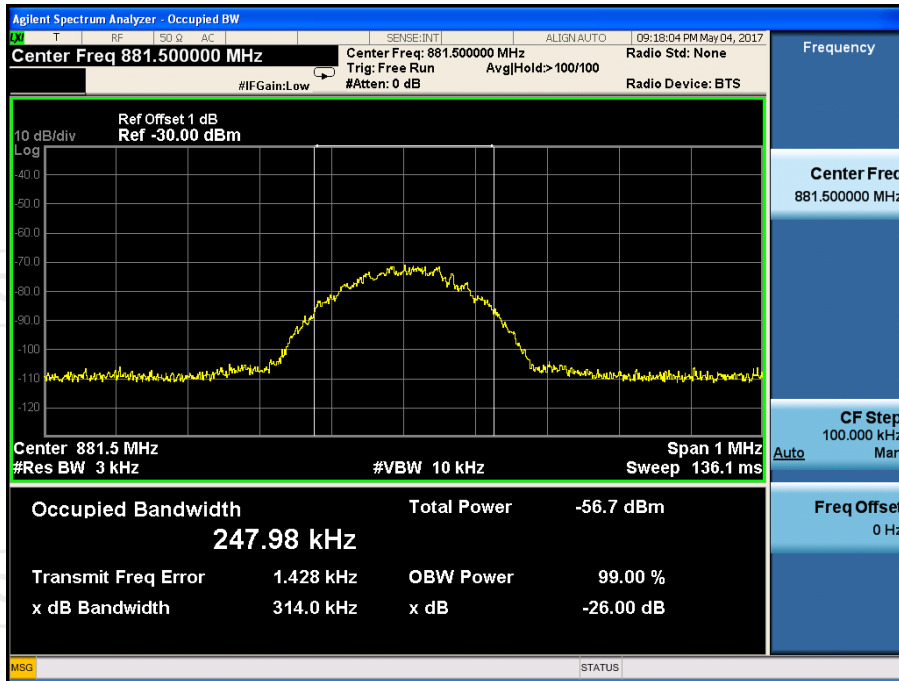 Agilent Spectrum Analyzer - Occupied BW
LXI T RF 50 Ω AC SENSE:INT ALIGN AUTO 09:18:04 PM May 04, 2017
Center Freq 881.500000 MHz
Center Freq: 881.500000 MHz
Radio Std: None
Trig: Free Run Avg|Hold:> 100/100
#IFGain:Low
#Atten: 0 dB
Radio Device: BTS
Ref Offset 1 dB
10 dB/div Ref -30.00 dBm
Log
-40.0
-50.0
-60.0
-70.0
-80.0
-90.0
-100
-110
-120
Center 881.5 MHz Span 1 MHz
#Res BW 3 kHz #VBW 10 kHz Sweep 136.1 ms
Occupied Bandwidth Total Power -56.7 dBm
247.98 kHz
Transmit Freq Error 1.428 kHz OBW Power 99.00 %
x dB Bandwidth 314.0 kHz x dB -26.00 dB
MSG STATUS
Frequency
Center Freq
881.500000 MHz
CF Step
100.000 kHz
Auto Man
Freq Offset
0 Hz